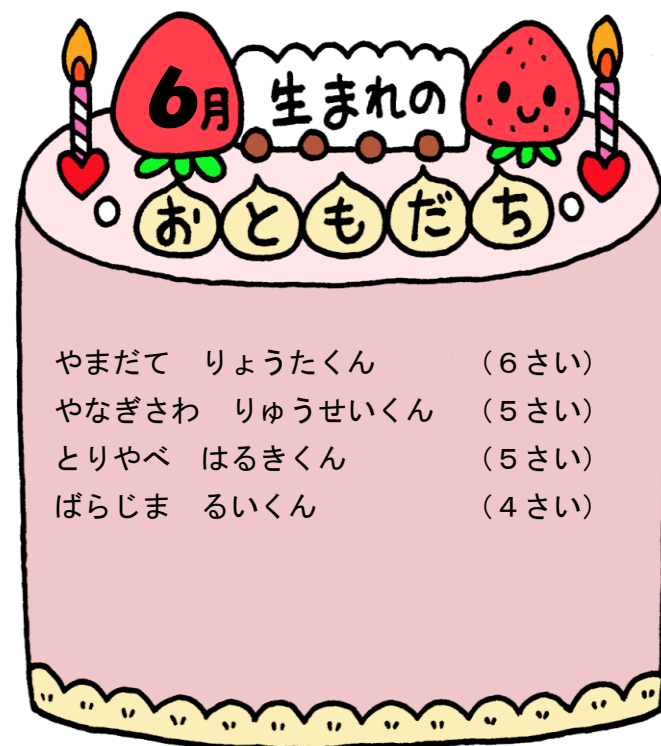 6月 生まれの
おともだち
やまだて　りょうたくん　（６さい）
やなぎさわ　りゅうせいくん　（５さい）
とりやべ　はるきくん　（５さい）
ばらじま　るいくん　（４さい）